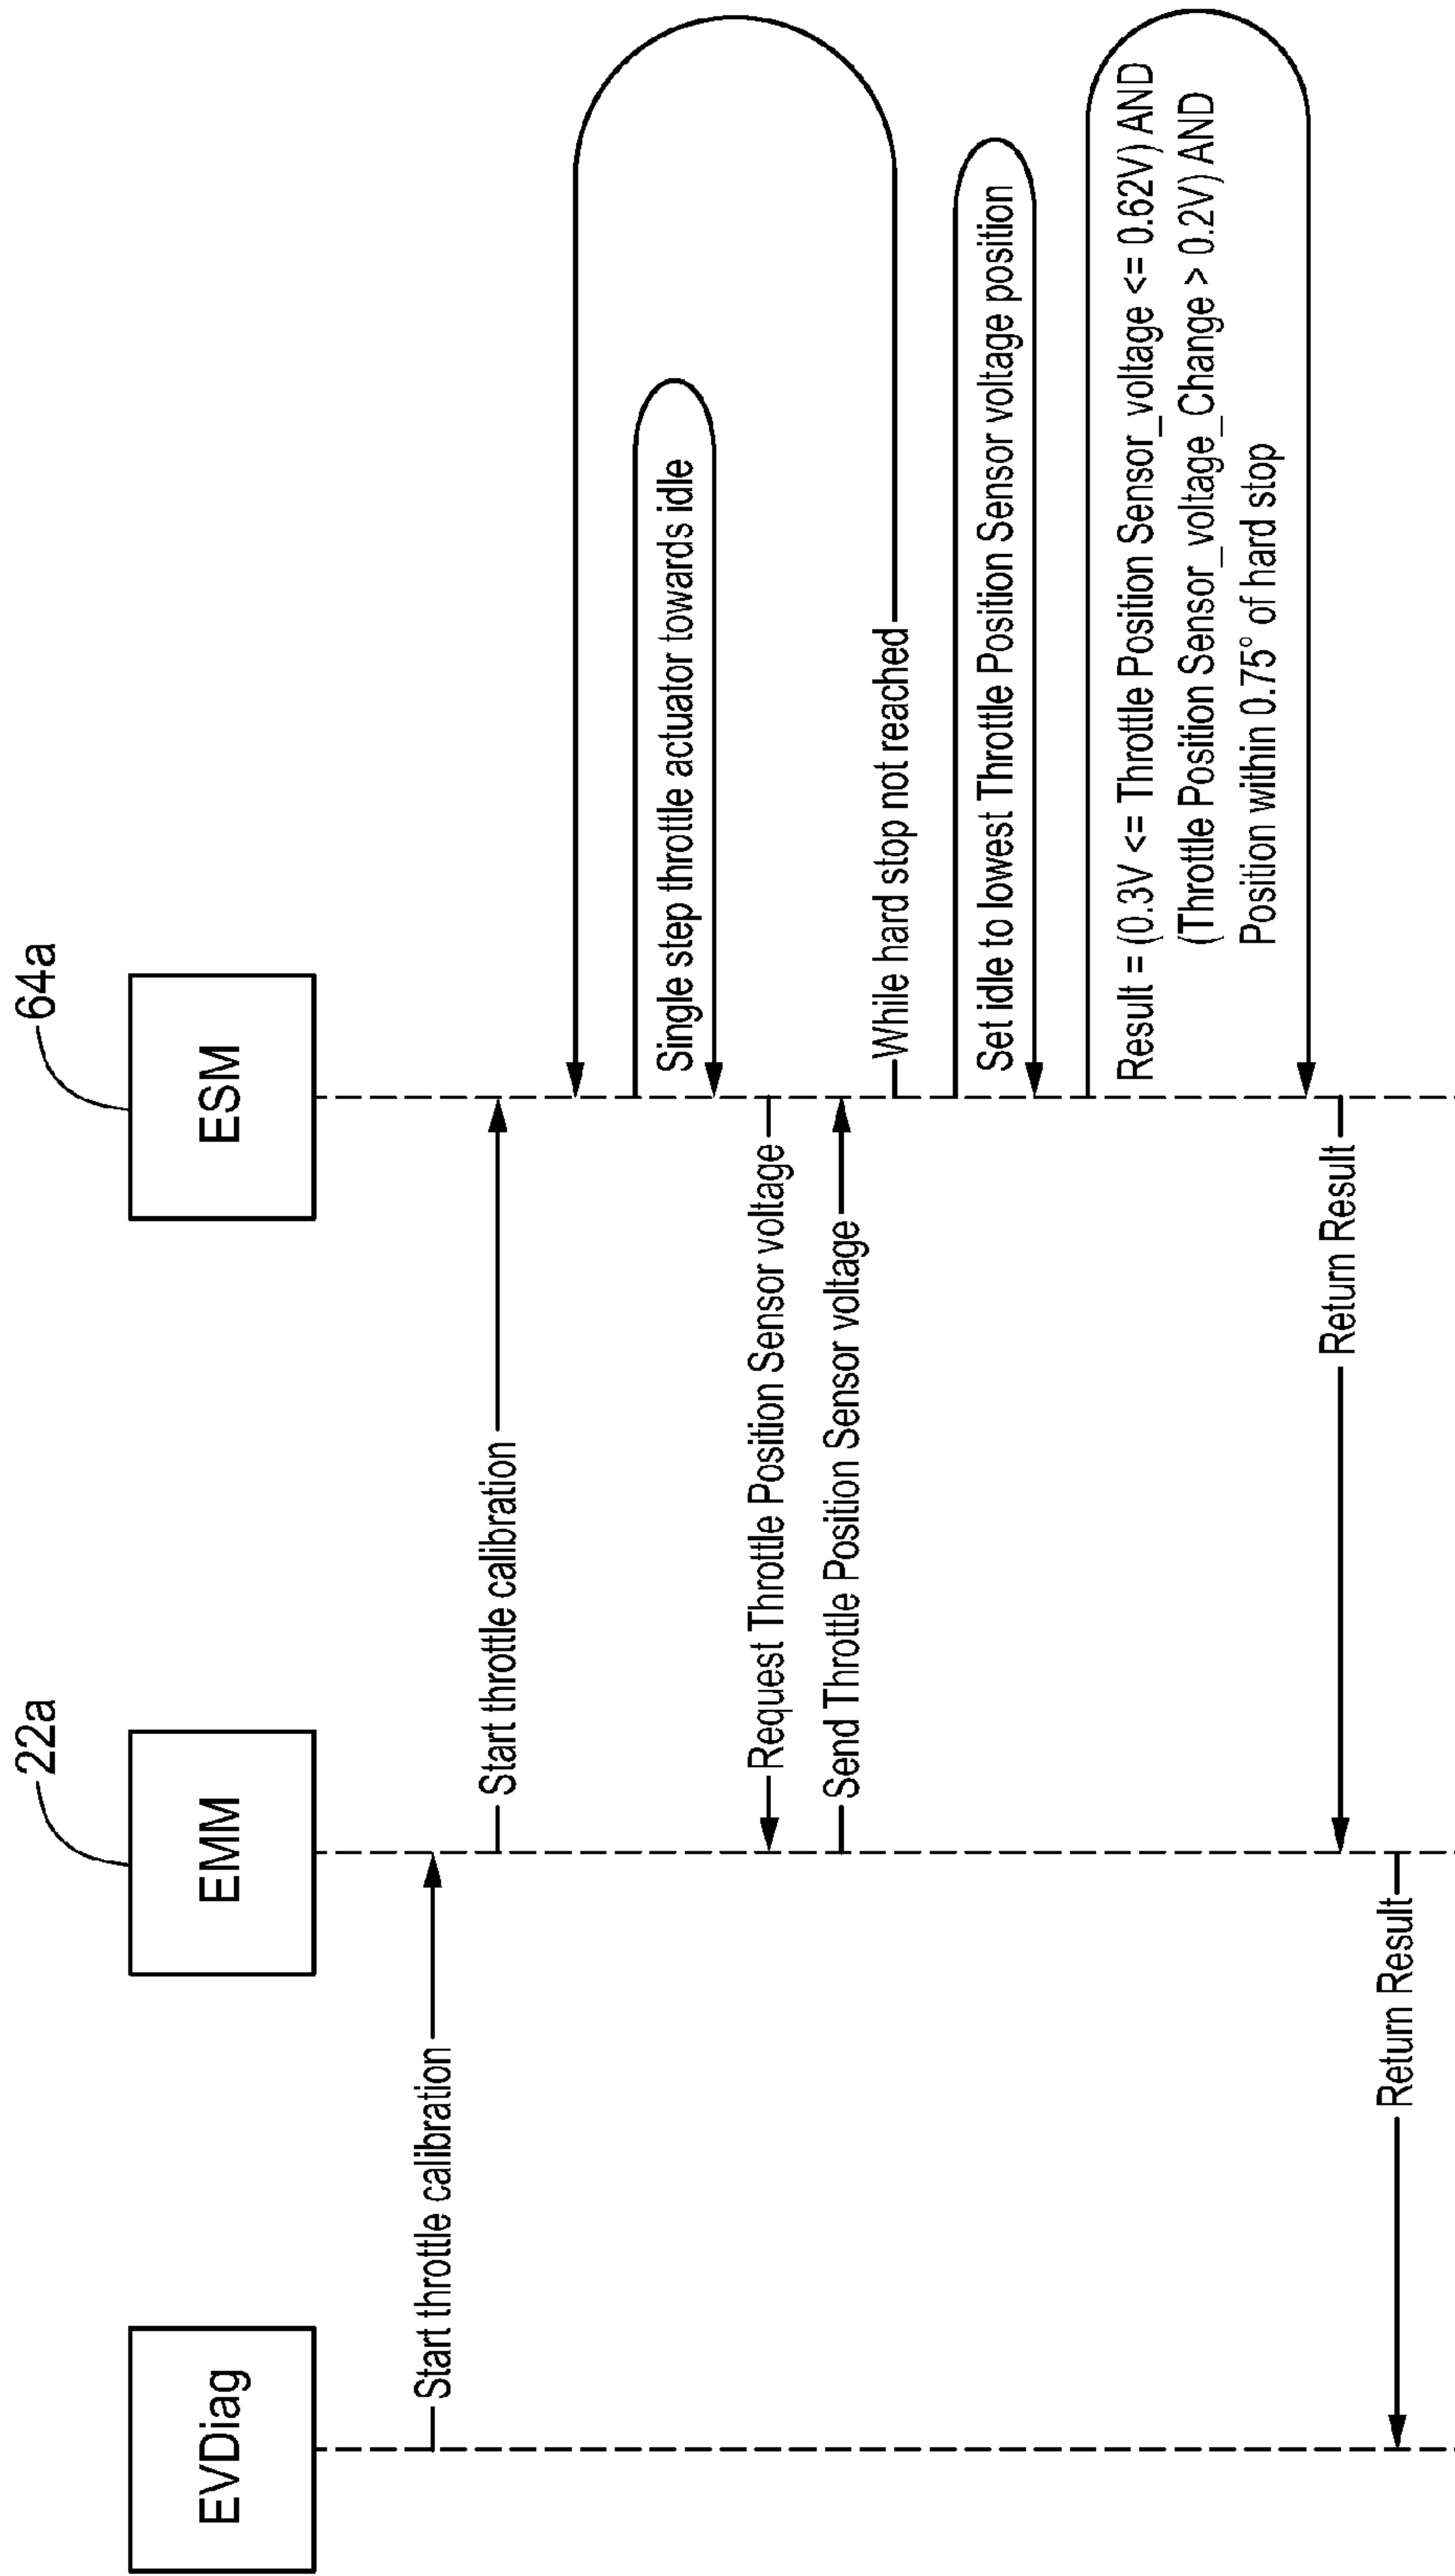 EVDiag
EMM
22a
ESM
64a
Start throttle calibration
Start throttle calibration
Single step throttle actuator towards idle
Request Throttle Position Sensor voltage
Send Throttle Position Sensor voltage
While hard stop not reached
Set idle to lowest Throttle Position Sensor voltage position
Result = (0.3V <= Throttle Position Sensor_voltage <= 0.62V) AND
(Throttle Position Sensor_voltage_Change > 0.2V) AND
Position within 0.75° of hard stop
Return Result
Return Result